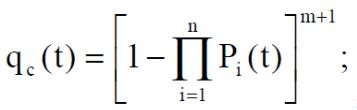 q_c(t) = [1 − ∏_{i=1}^{n} P_i(t)]^{m+1} ;